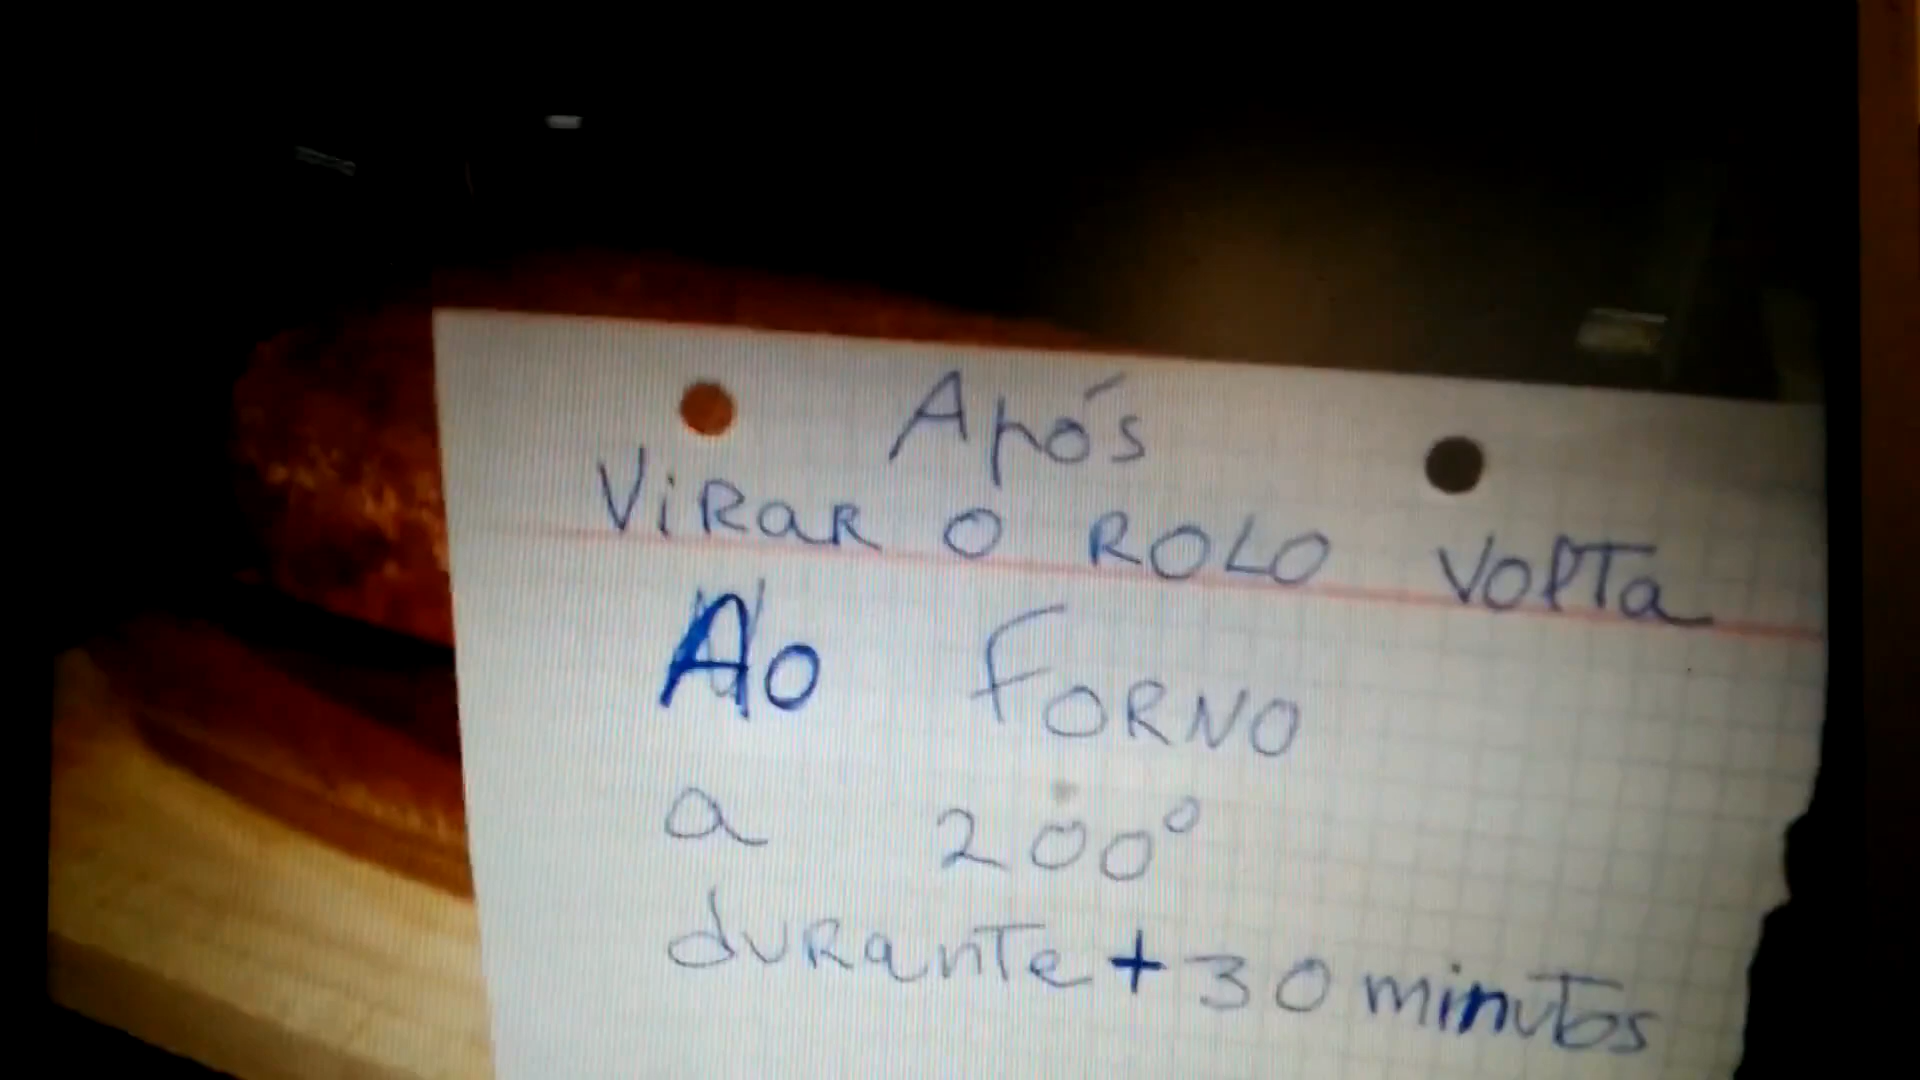 Após
ViRaR O ROLO VOLTa
Ao FORNO
a 200°
duRanTe + 30 minuTos